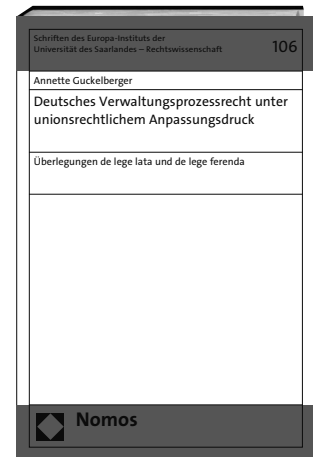 Schriften des Europa-Instituts der
Universität des Saarlandes – Rechtswissenschaft
106
Annette Guckelberger
Deutsches Verwaltungsprozessrecht unter
unionsrechtlichem Anpassungsdruck
Überlegungen de lege lata und de lege ferenda
Nomos